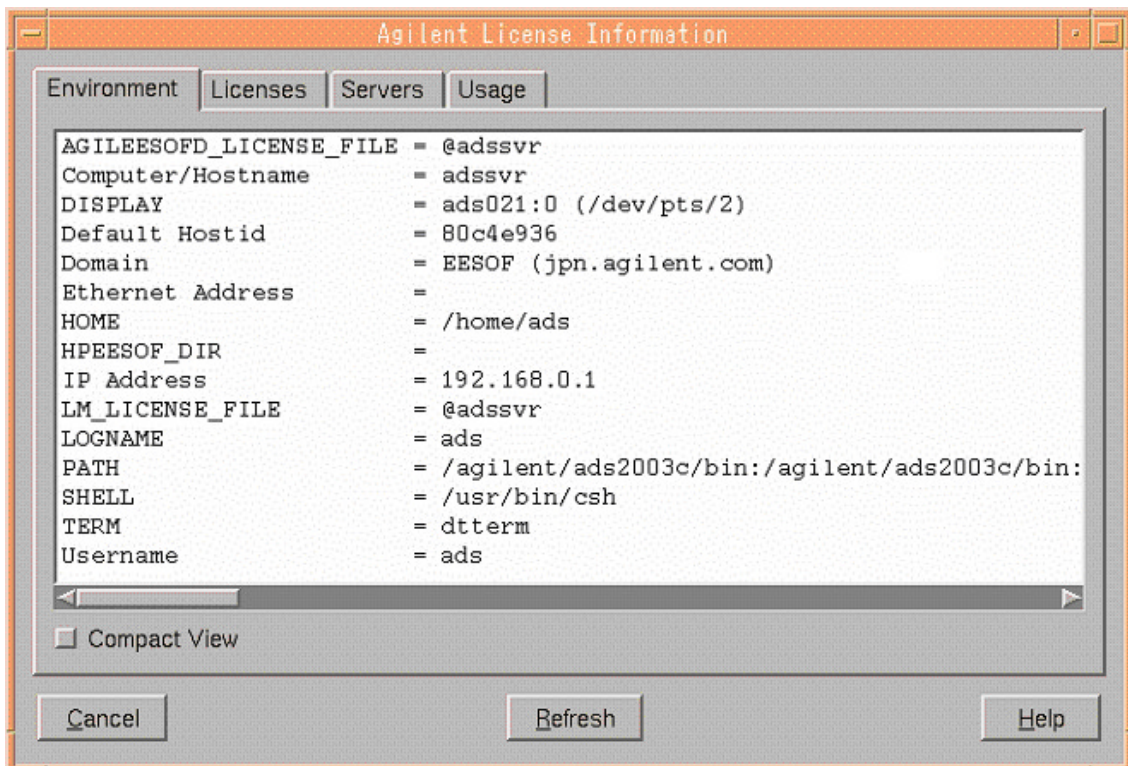 Agilent License Information
Environment Licenses Servers Usage
AGILEESOFD_LICENSE_FILE = @adssvr
Computer/Hostname = adssvr
DISPLAY = ads021:0 (/dev/pts/2)
Default Hostid = 80c4e936
Domain = EESOF (jpn.agilent.com)
Ethernet Address =
HOME = /home/ads
HPEESOF_DIR =
IP Address = 192.168.0.1
LM_LICENSE_FILE = @adssvr
LOGNAME = ads
PATH = /agilent/ads2003c/bin:/agilent/ads2003c/bin:
SHELL = /usr/bin/csh
TERM = dtterm
Username = ads
Compact View
Cancel Refresh Help